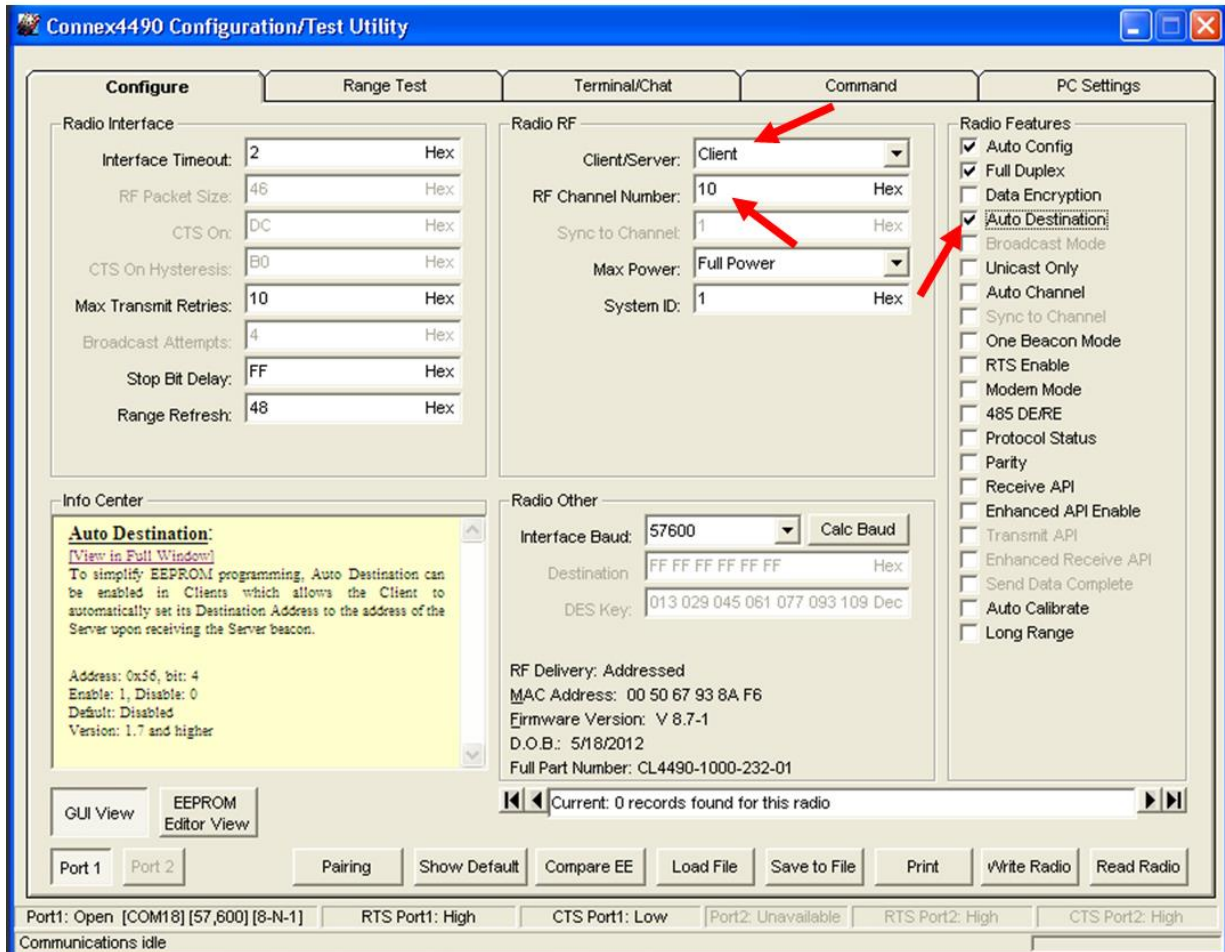 Connex4490 Configuration/Test Utility
Configure
Range Test
Terminal/Chat
Command
PC Settings
Radio Interface
Interface Timeout: 2 Hex
RF Packet Size: 46 Hex
CTS On: DC Hex
CTS On Hysteresis: B0 Hex
Max Transmit Retries: 10 Hex
Broadcast Attempts: 4 Hex
Stop Bit Delay: FF Hex
Range Refresh: 48 Hex
Radio RF
Client/Server: Client
RF Channel Number: 10 Hex
Sync to Channel: 1 Hex
Max Power: Full Power
System ID: 1 Hex
Radio Features
Auto Config
Full Duplex
Data Encryption
Auto Destination
Broadcast Mode
Unicast Only
Auto Channel
Sync to Channel
One Beacon Mode
RTS Enable
Modem Mode
485 DE/RE
Protocol Status
Parity
Receive API
Enhanced API Enable
Transmit API
Enhanced Receive API
Send Data Complete
Auto Calibrate
Long Range
Info Center
Auto Destination:
[View in Full Window]
To simplify EEPROM programming, Auto Destination can
be enabled in Clients which allows the Client to
automatically set its Destination Address to the address of the
Server upon receiving the Server beacon.
Address: 0x56, bit: 4
Enable: 1, Disable: 0
Default: Disabled
Version: 1.7 and higher
Radio Other
Interface Baud: 57600 Calc Baud
Destination FF FF FF FF FF FF Hex
DES Key: 013 029 045 061 077 093 109 Dec
RF Delivery: Addressed
MAC Address: 00 50 67 93 8A F6
Firmware Version: V 8.7-1
D.O.B.: 5/18/2012
Full Part Number: CL4490-1000-232-01
GUI View
EEPROM
Editor View
Current: 0 records found for this radio
Port 1
Port 2
Pairing
Show Default
Compare EE
Load File
Save to File
Print
Write Radio
Read Radio
Port1: Open [COM18] [57,600] [8-N-1]
RTS Port1: High
CTS Port1: Low
Port2: Unavailable
RTS Port2: High
CTS Port2: High
Communications idle